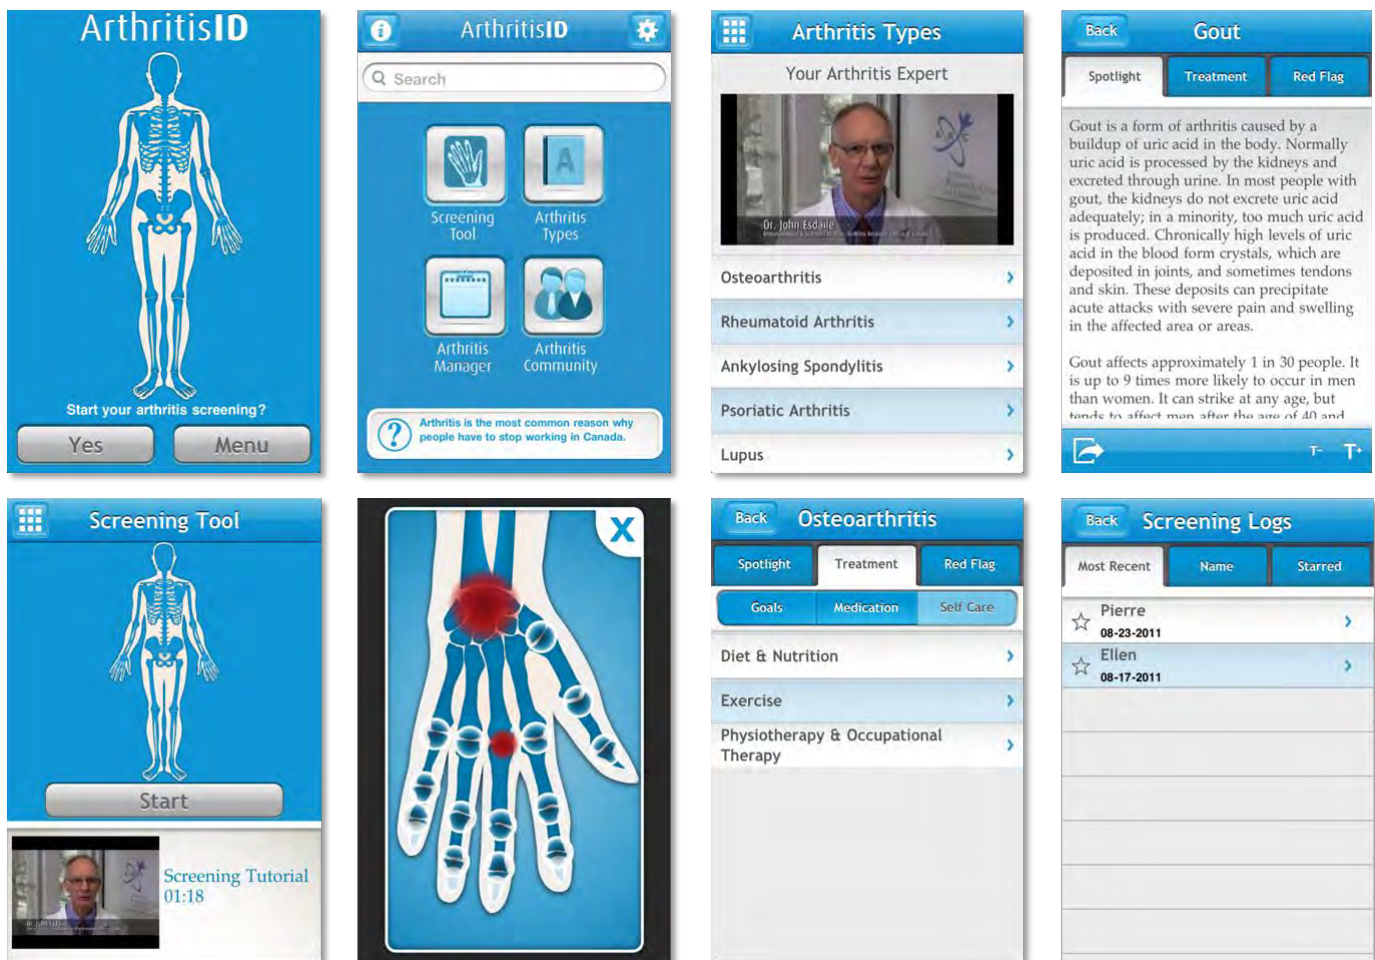 ArthritisID
Start your arthritis screening?
Yes
Menu
ArthritisID
Search
Screening
Tool
Arthritis
Types
Arthritis
Manager
Arthritis
Community
Arthritis is the most common reason why
people have to stop working in Canada.
Arthritis Types
Your Arthritis Expert
Dr. John Esdaile
Osteoarthritis
Rheumatoid Arthritis
Ankylosing Spondylitis
Psoriatic Arthritis
Lupus
Back
Gout
Spotlight
Treatment
Red Flag
Gout is a form of arthritis caused by a
buildup of uric acid in the body. Normally
uric acid is processed by the kidneys and
excreted through urine. In most people with
gout, the kidneys do not excrete uric acid
adequately; in a minority, too much uric acid
is produced. Chronically high levels of uric
acid in the blood form crystals, which are
deposited in joints, and sometimes tendons
and skin. These deposits can precipitate
acute attacks with severe pain and swelling
in the affected area or areas.
Gout affects approximately 1 in 30 people. It
is up to 9 times more likely to occur in men
than women. It can strike at any age, but
tends to affect men after the age of 40 and
T-
T+
Screening Tool
Start
Screening Tutorial
01:18
X
Back
Osteoarthritis
Spotlight
Treatment
Red Flag
Goals
Medication
Self Care
Diet & Nutrition
Exercise
Physiotherapy & Occupational
Therapy
Back
Screening Logs
Most Recent
Name
Starred
Pierre
08-23-2011
Ellen
08-17-2011